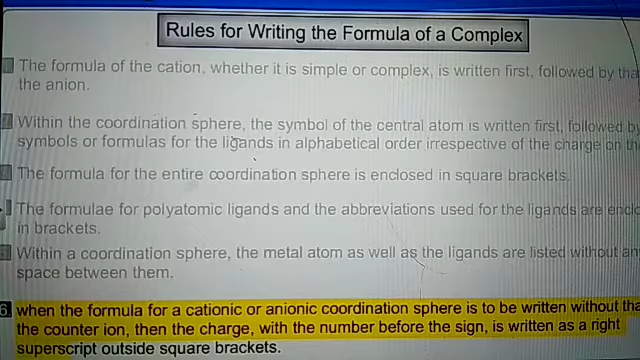 Rules for Writing the Formula of a Complex
The formula of the cation, whether it is simple or complex, is written first, followed by
the anion.
Within the coordination sphere, the symbol of the central atom is written first, followed by
symbols or formulas for the ligands in alphabetical order irrespective of the charge on
The formula for the entire coordination sphere is enclosed in square brackets.
The formulae for polyatomic ligands and the abbreviations used for the ligands are
in brackets.
Within a coordination sphere, the metal atom as well as the ligands are listed without
space between them.
6 when the formula for a cationic or anionic coordination sphere is to be written without
the counter ion, then the charge, with the number before the sign, is written as a right
superscript outside square brackets.